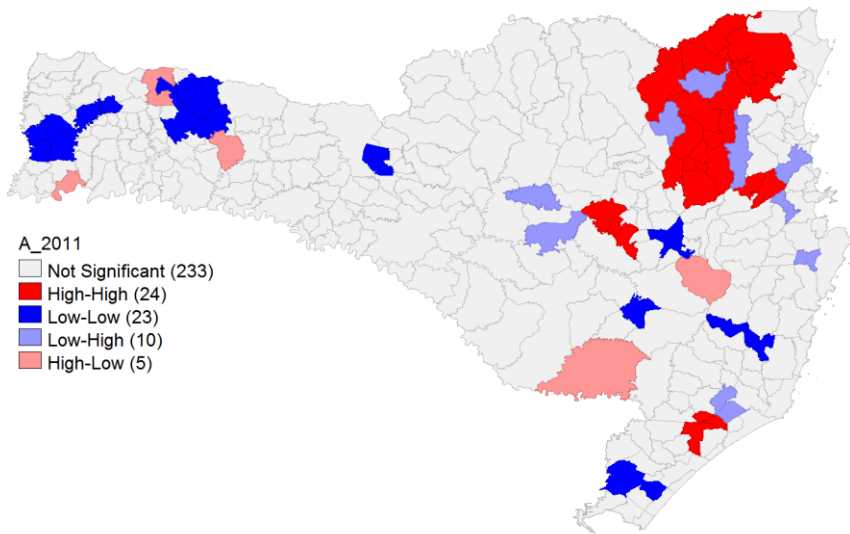 A_2011
Not Significant (233)
High-High (24)
Low-Low (23)
Low-High (10)
High-Low (5)